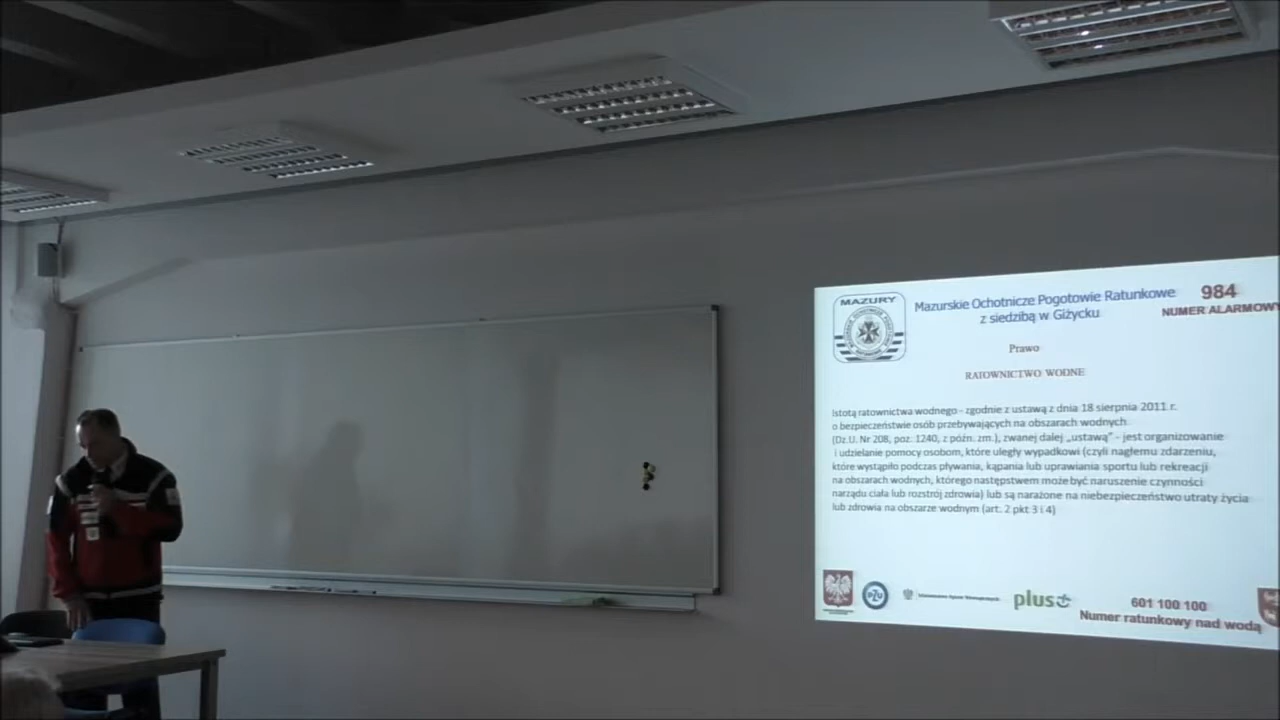 MAZURY
Mazurskie Ochotnicze Pogotowie Ratunkowe
z siedzibą w Giżycku
984
NUMER ALARMOWY
Prawo
RATOWNICTWO WODNE
Istotą ratownictwa wodnego - zgodnie z ustawą z dnia 18 sierpnia 2011 r.
o bezpieczeństwie osób przebywających na obszarach wodnych
(Dz.U. Nr 208, poz. 1240, z późn. zm.), zwanej dalej „ustawą" - jest organizowanie
i udzielanie pomocy osobom, które uległy wypadkowi (czyli nagłemu zdarzeniu,
które wystąpiło podczas pływania, kąpania lub uprawiania sportu lub rekreacji
na obszarach wodnych, którego następstwem może być naruszenie czynności
narządu ciała lub rozstrój zdrowia) lub są narażone na niebezpieczeństwo utraty życia
lub zdrowia na obszarze wodnym (art. 2 pkt 3 i 4)
PZU
plus
601 100 100
Numer ratunkowy nad wodą